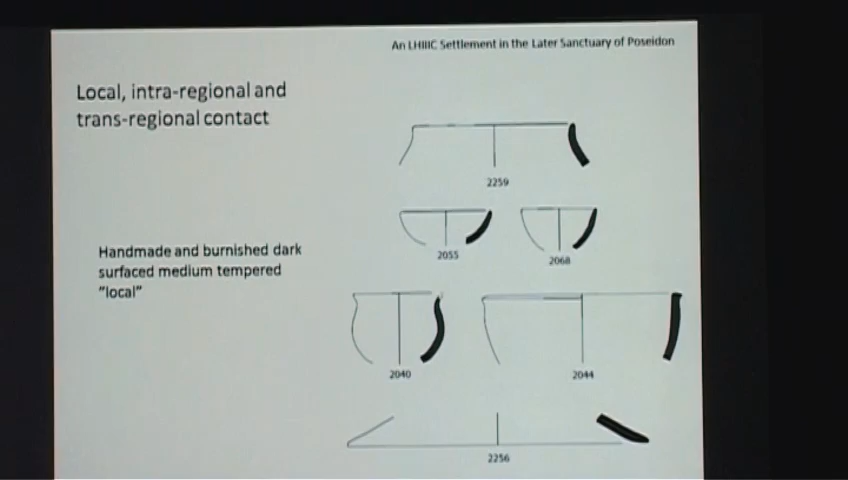 An LHIIIC Settlement in the Later Sanctuary of Poseidon
Local, intra-regional and
trans-regional contact
2259
Handmade and burnished dark
surfaced medium tempered
"local"
2055
2068
2040
2044
2256